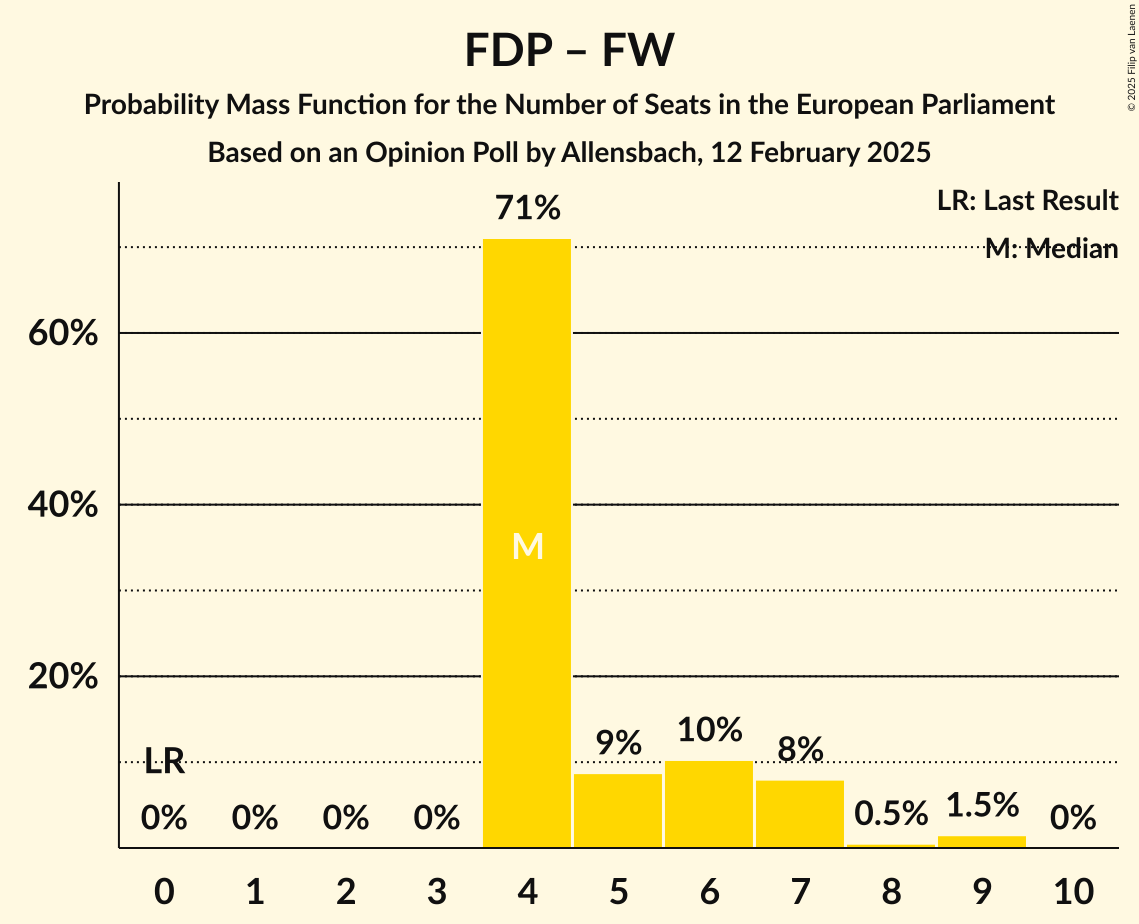 FDP – FW
Probability Mass Function for the Number of Seats in the European Parliament
Based on an Opinion Poll by Allensbach, 12 February 2025
© 2025 Filip van Laenen
LR: Last Result
M: Median
71%
60%
40%
M
20%
LR
0%
0%
0%
0%
9%
10%
8%
0.5%
1.5%
0%
0 1 2 3 4 5 6 7 8 9 10